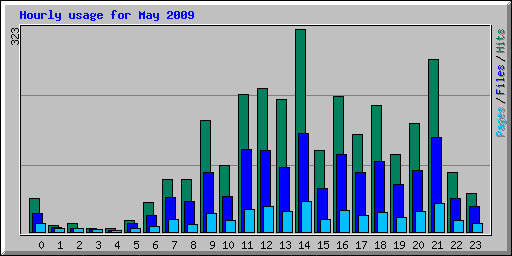 Hourly usage for May 2009
323
Pages / Files / Hits
0 1 2 3 4 5 6 7 8 9 10 11 12 13 14 15 16 17 18 19 20 21 22 23